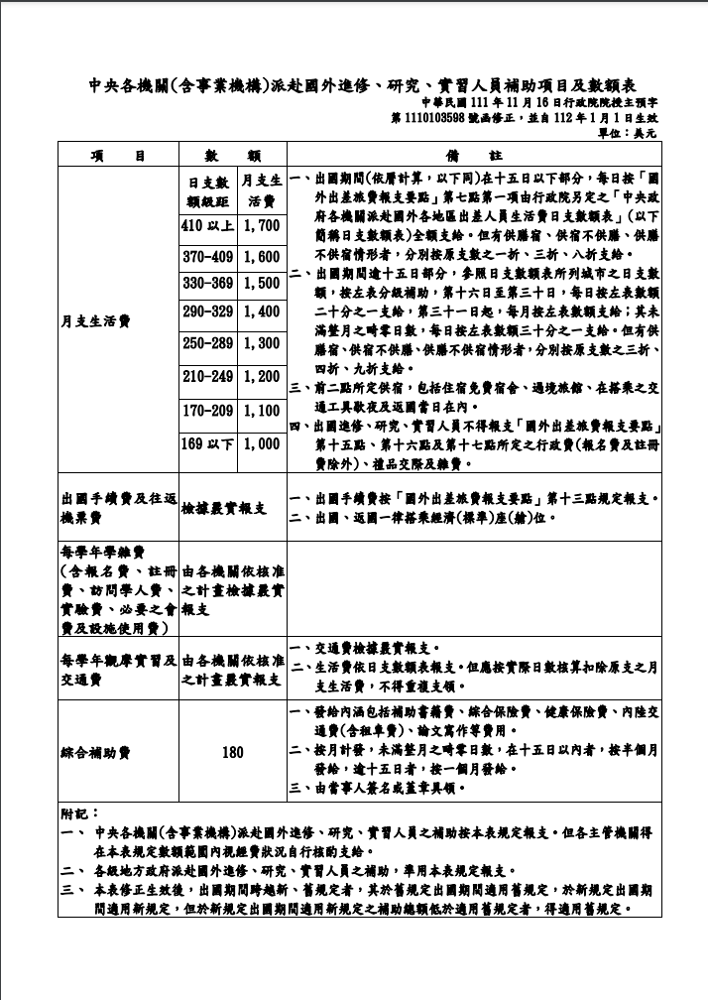 中央各機關(含事業機構)派赴國外進修、研究、實習人員補助項目及數額表
中華民國 111 年 11 月 16 日行政院院授主預字
第 1110103598 號函修正，並自 112 年 1 月 1 日生效
單位：美元
項　　目
數　　額
備　　註
月支生活費
日支數
額級距
月支生
活費
410 以上 1,700
370-409 1,600
330-369 1,500
290-329 1,400
250-289 1,300
210-249 1,200
170-209 1,100
169 以下 1,000
一、出國期間(依曆計算，以下同)在十五日以下部分，每日按「國
外出差旅費報支要點」第七點第一項由行政院另定之「中央政
府各機關派赴國外各地區出差人員生活費日支數額表」(以下
簡稱日支數額表)全額支給。但有供膳宿、供宿不供膳、供膳
不供宿情形者，分別按原支數之一折、三折、八折支給。
二、出國期間逾十五日部分，參照日支數額表所列城市之日支數
額，按左表分級補助，第十六日至第三十日，每日按左表數額
二十分之一支給，第三十一日起，每月按左表數額支給；其未
滿整月之畸零日數，每日按左表數額三十分之一支給。但有供
膳宿、供宿不供膳、供膳不供宿情形者，分別按原支數之三折、
四折、九折支給。
三、前二點所定供宿，包括住宿免費宿舍、過境旅館、在搭乘之交
通工具歇夜及返國當日在內。
四、出國進修、研究、實習人員不得報支「國外出差旅費報支要點」
第十五點、第十六點及第十七點所定之行政費(報名費及註冊
費除外)、禮品交際及雜費。
出國手續費及往返
機票費
檢據覈實報支
一、出國手續費按「國外出差旅費報支要點」第十三點規定報支。
二、出國、返國一律搭乘經濟(標準)座(艙)位。
每學年學雜費
(含報名費、註冊
費、訪問學人費、
實驗費、必要之會
費及設施使用費)
由各機關依核准
之計畫檢據覈實
報支
每學年觀摩實習及
交通費
由各機關依核准
之計畫覈實報支
一、交通費檢據覈實報支。
二、生活費依日支數額表報支。但應按實際日數核算扣除原支之月
支生活費，不得重複支領。
綜合補助費
180
一、發給內涵包括補助書籍費、綜合保險費、健康保險費、內陸交
通費(含租車費)、論文寫作等費用。
二、按月計發，未滿整月之畸零日數，在十五日以內者，按半個月
發給，逾十五日者，按一個月發給。
三、由當事人簽名或蓋章具領。
附記：
一、 中央各機關(含事業機構)派赴國外進修、研究、實習人員之補助按本表規定報支。但各主管機關得
在本表規定數額範圍內視經費狀況自行核酌支給。
二、 各級地方政府派赴國外進修、研究、實習人員之補助，準用本表規定報支。
三、 本表修正生效後，出國期間跨越新、舊規定者，其於舊規定出國期間適用舊規定，於新規定出國期
間適用新規定，但於新規定出國期間適用新規定之補助總額低於適用舊規定者，得適用舊規定。